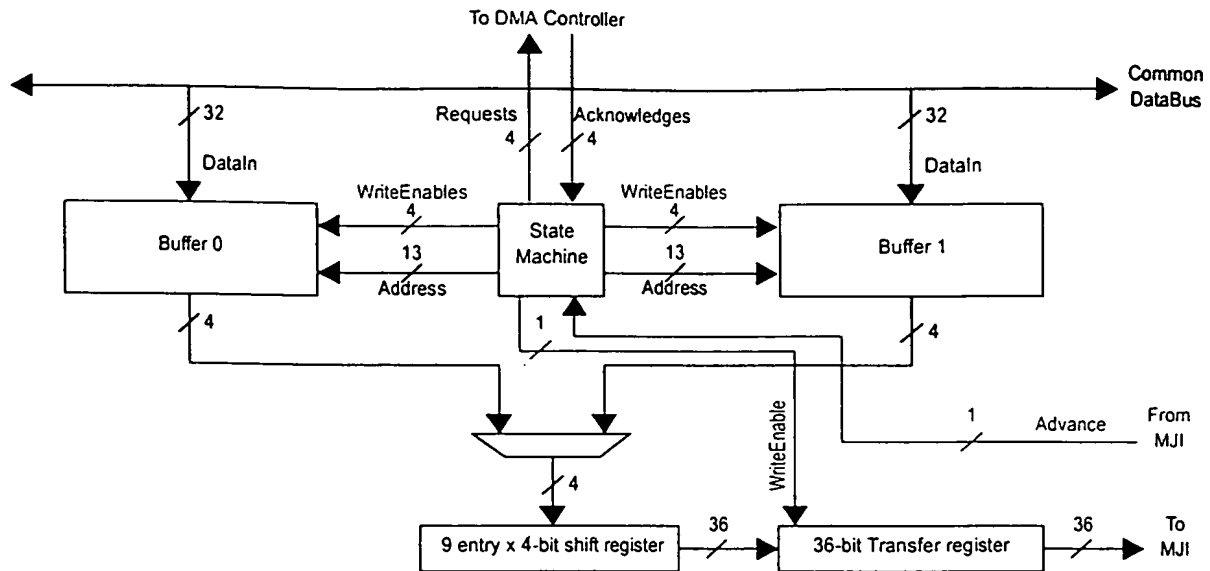 To DMA Controller
Common
DataBus
32
Requests
4
Acknowledges
4
32
DataIn
DataIn
WriteEnables
4
WriteEnables
4
Buffer 0
State
Machine
Buffer 1
13
Address
13
Address
4
1
4
WriteEnable
1
Advance
From
MJI
4
9 entry x 4-bit shift register
36
36-bit Transfer register
36
To
MJI